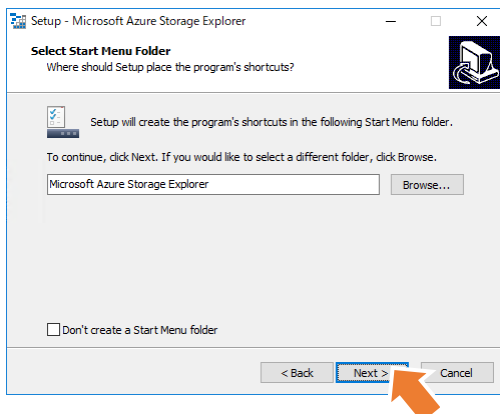 Setup - Microsoft Azure Storage Explorer
Select Start Menu Folder
Where should Setup place the program's shortcuts?
Setup will create the program's shortcuts in the following Start Menu folder.
To continue, click Next. If you would like to select a different folder, click Browse.
Microsoft Azure Storage Explorer
Browse...
Don't create a Start Menu folder
< Back
Next >
Cancel